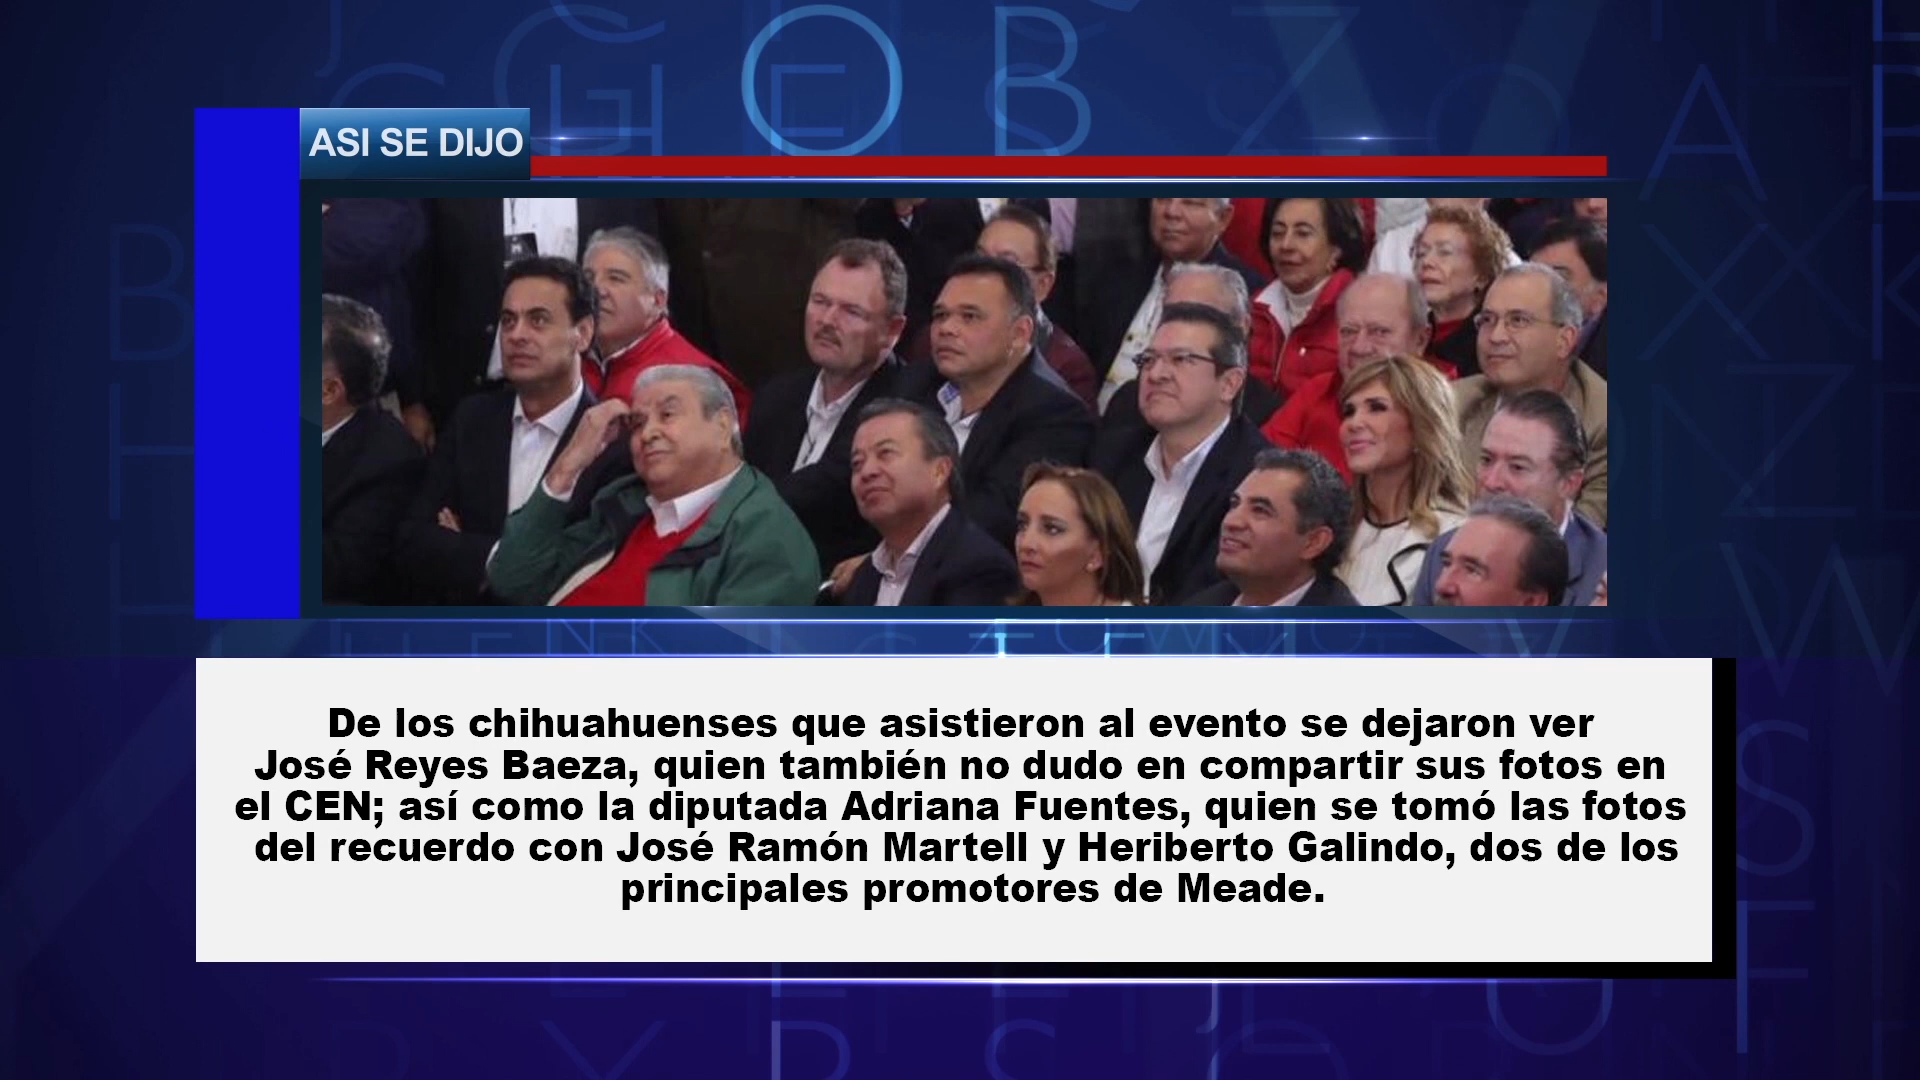 ASI SE DIJO
De los chihuahuenses que asistieron al evento se dejaron ver
José Reyes Baeza, quien también no dudo en compartir sus fotos en
el CEN; así como la diputada Adriana Fuentes, quien se tomó las fotos
del recuerdo con José Ramón Martell y Heriberto Galindo, dos de los
principales promotores de Meade.